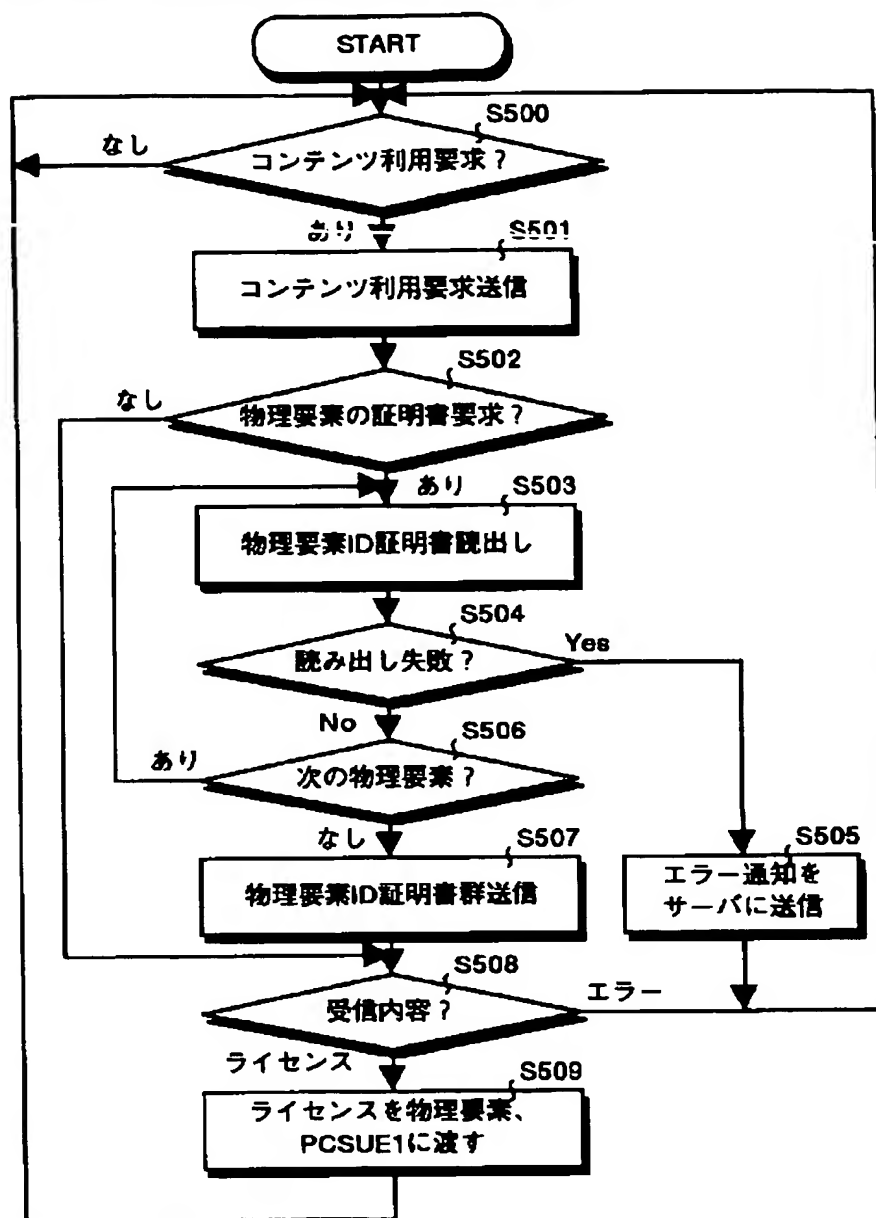 START
S500
なし
コンテンツ利用要求?
あり
S501
コンテンツ利用要求送信
S502
なし
物理要素の証明書要求?
あり
S503
物理要素ID証明書読出し
S504
読み出し失敗?
Yes
No
S506
あり
次の物理要素?
なし
S507
物理要素ID証明書群送信
S505
エラー通知を
サーバに送信
S508
受信内容?
エラー
ライセンス
S509
ライセンスを物理要素、
PCSUE1に渡す